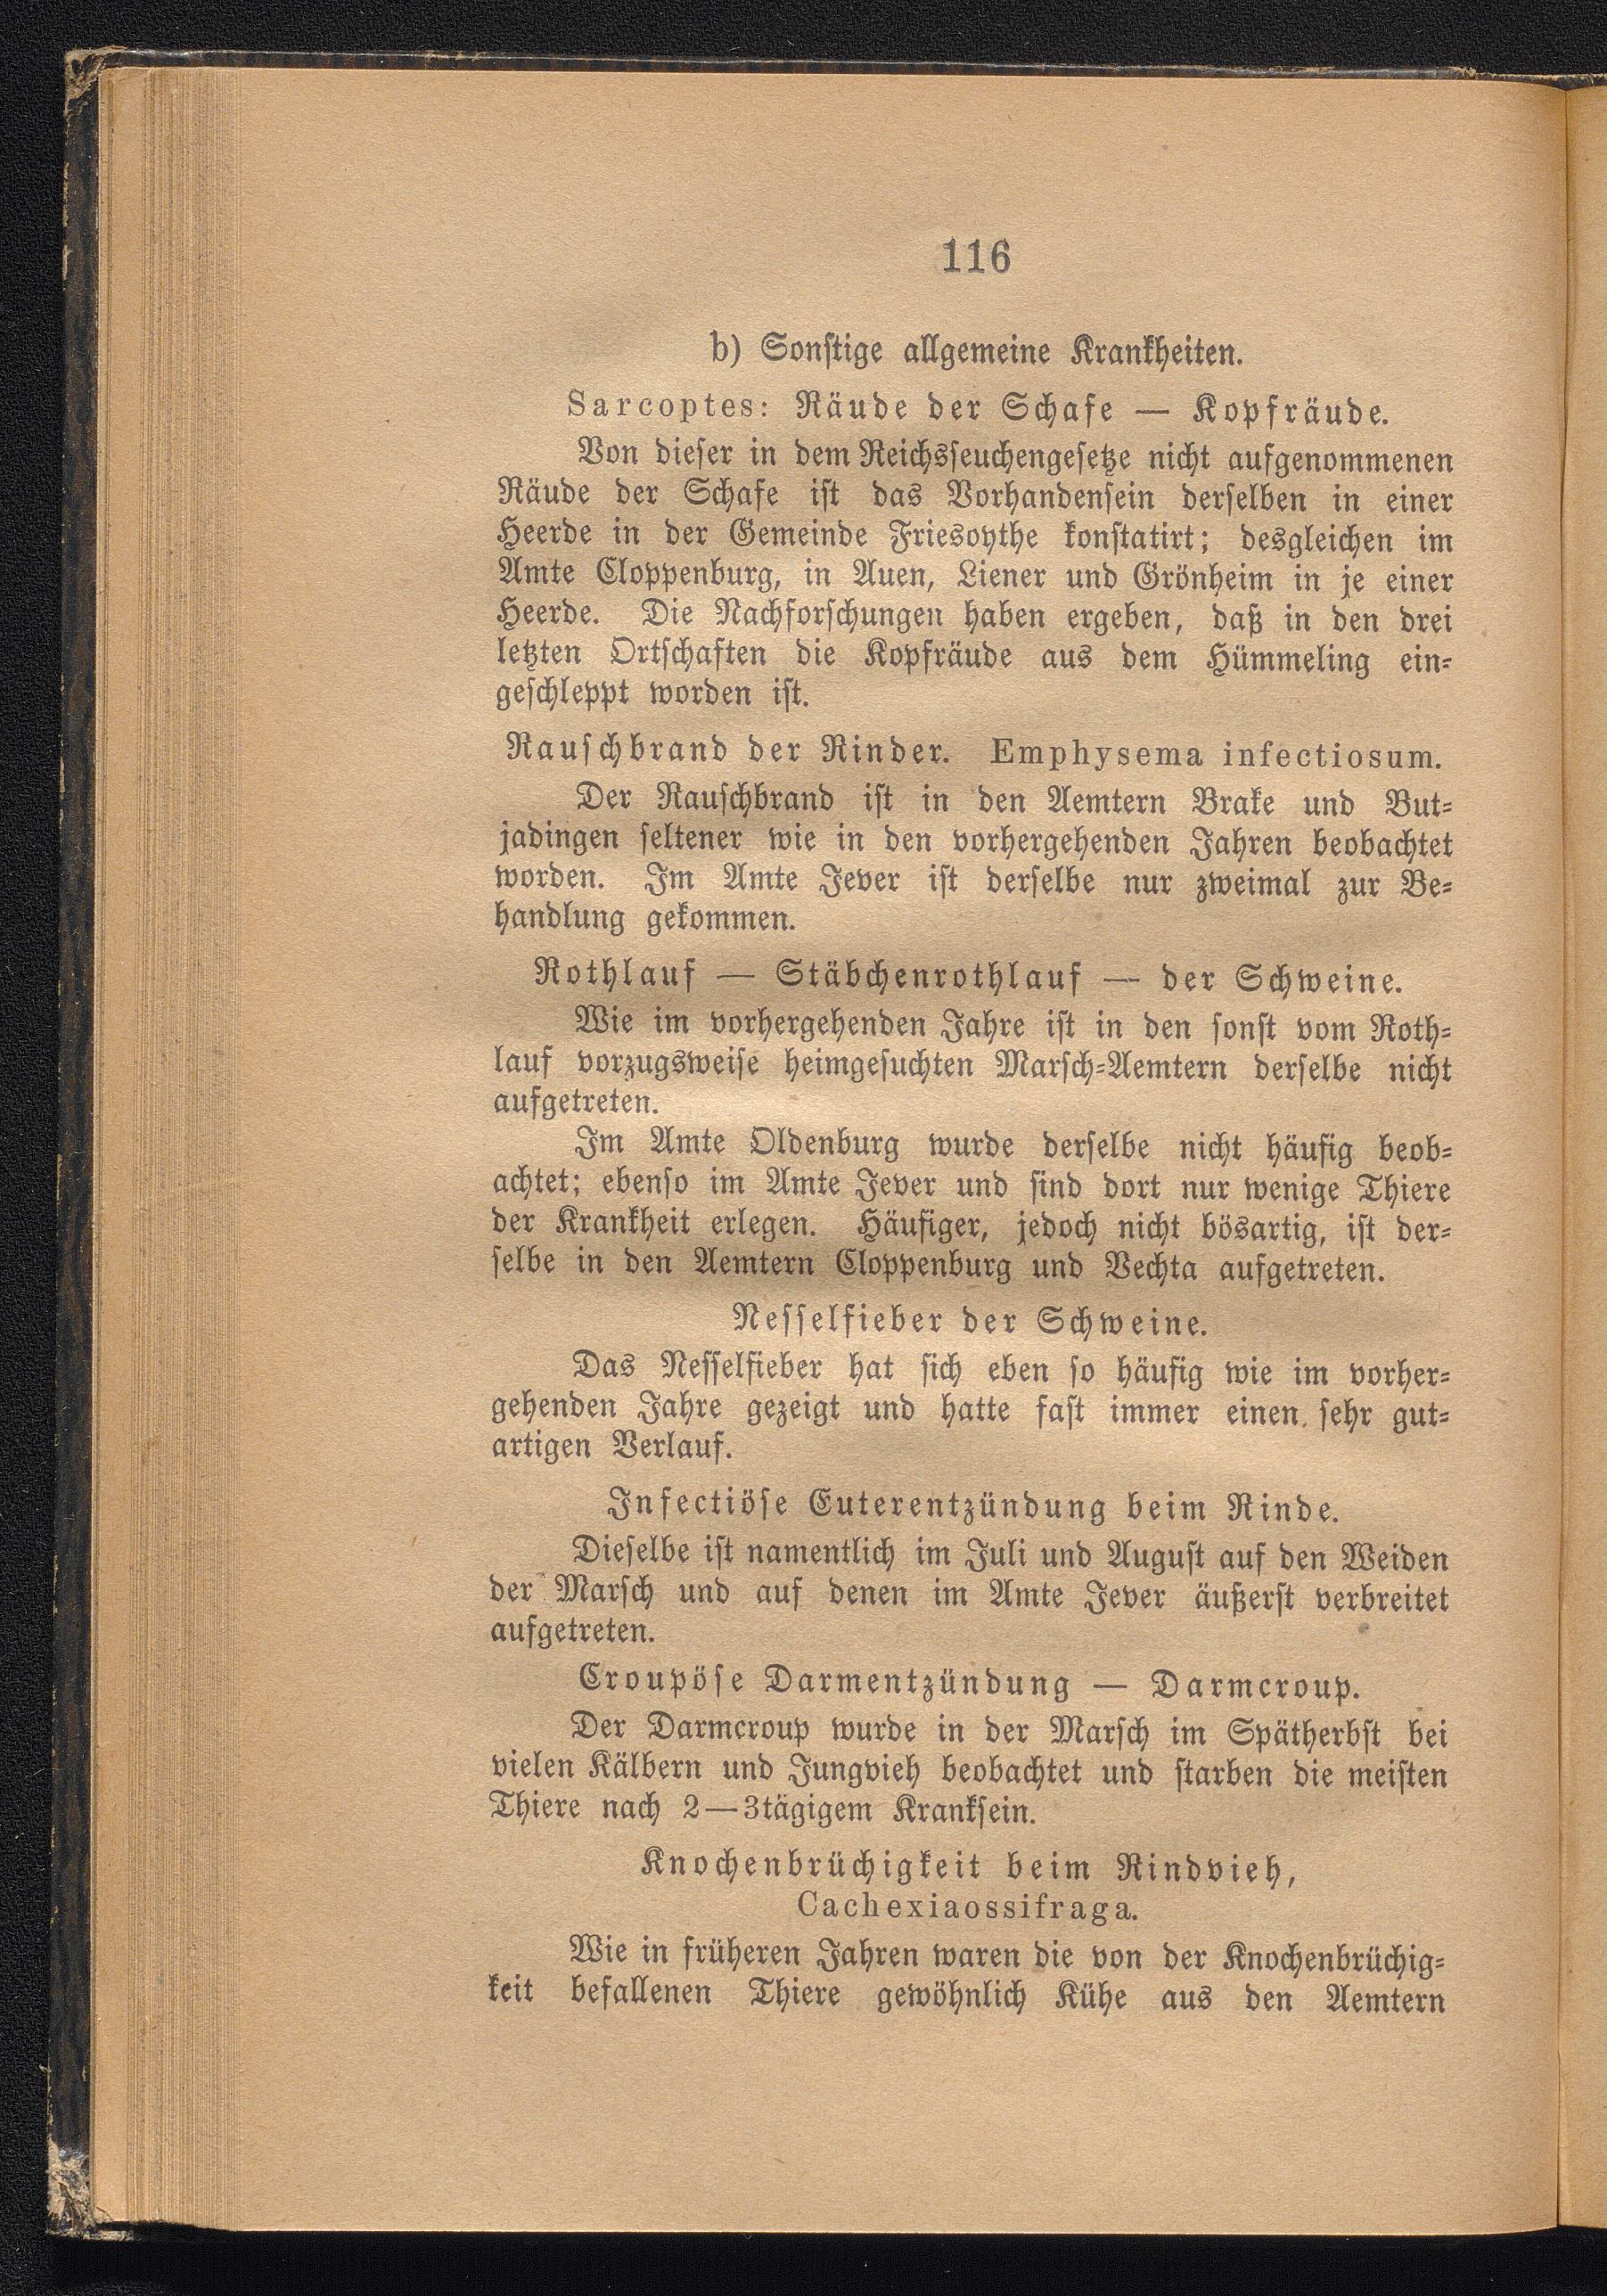 116
b) Sonstige allgemeine Krankheiten.
Sarcoptes: Räude der Schafe — Kopfräude.
Von dieser in dem Reichsseuchengesetze nicht aufgenommenen
Räude der Schafe ist das Vorhandensein derselben in einer
Heerde in der Gemeinde Friesoythe konstatirt; desgleichen im
Amte Cloppenburg, in Auen, Liener und Grönheim in je einer
Heerde. Die Nachforschungen haben ergeben, daß in den drei
letzten Ortschaften die Kopfräude aus dem Hümmeling ein-
geschleppt worden ist.
Rauschbrand der Rinder. Emphysema infectiosum.
Der Rauschbrand ist in den Aemtern Brake und But-
jadingen seltener wie in den vorhergehenden Jahren beobachtet
worden. Im Amte Jever ist derselbe nur zweimal zur Be-
handlung gekommen.
Rothlauf — Stäbchenrothlauf — der Schweine.
Wie im vorhergehenden Jahre ist in den sonst vom Roth-
lauf vorzugsweise heimgesuchten Marsch-Aemtern derselbe nicht
aufgetreten.
Im Amte Oldenburg wurde derselbe nicht häufig beob-
achtet; ebenso im Amte Jever und sind dort nur wenige Thiere
der Krankheit erlegen. Häufiger, jedoch nicht bösartig, ist der-
selbe in den Aemtern Cloppenburg und Vechta aufgetreten.
Nesselfieber der Schweine.
Das Nesselfieber hat sich eben so häufig wie im vorher-
gehenden Jahre gezeigt und hatte fast immer einen sehr gut-
artigen Verlauf.
Infectiöse Euterentzündung beim Rinde.
Dieselbe ist namentlich im Juli und August auf den Weiden
der Marsch und auf denen im Amte Jever äußerst verbreitet
aufgetreten.
Croupöse Darmentzündung — Darmcroup.
Der Darmcroup wurde in der Marsch im Spätherbst bei
vielen Kälbern und Jungvieh beobachtet und starben die meisten
Thiere nach 2—3tägigem Kranksein.
Knochenbrüchigkeit beim Rindvieh,
Cachexiaossifraga.
Wie in früheren Jahren waren die von der Knochenbrüchig-
keit befallenen Thiere gewöhnlich Kühe aus den Aemtern